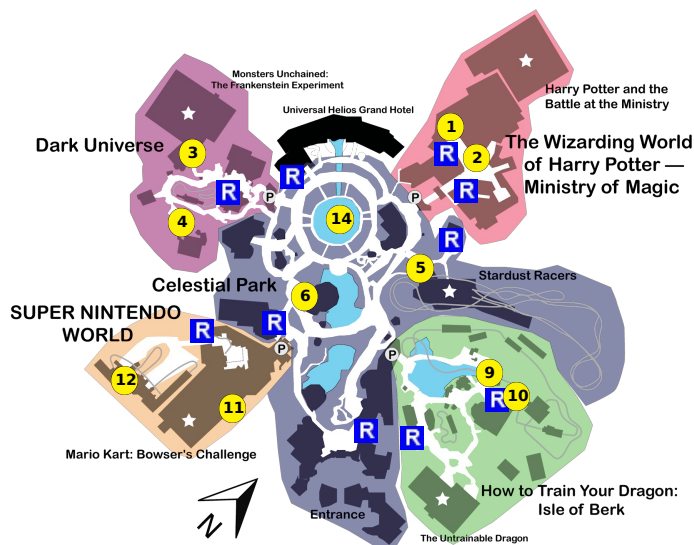 Monsters Unchained:
The Frankenstein Experiment
Universal Helios Grand Hotel
Harry Potter and the
Battle at the Ministry
Dark Universe
1
R
2
The Wizarding World
of Harry Potter —
Ministry of Magic
3
R
R
R
P
P
14
4
R
5
Stardust Racers
Celestial Park
6
SUPER NINTENDO
WORLD
R
R
P
P
12
11
9
R
10
Mario Kart: Bowser's Challenge
R
R
How to Train Your Dragon:
Isle of Berk
N
Entrance
The Untrainable Dragon